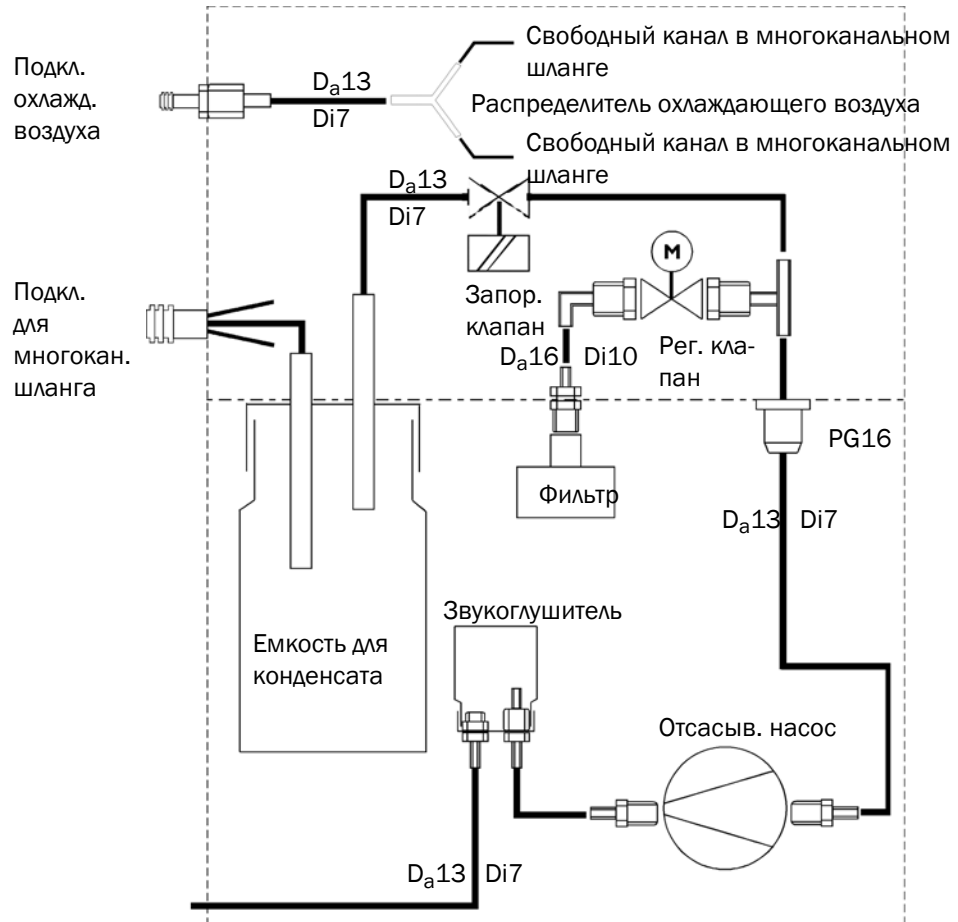 Свободный канал в многоканальном
шланге
Подкл.
охлажд.
воздуха
Da13
Di7
Распределитель охлаждающего воздуха
Свободный канал в многоканальном
шланге
Da13
Di7
М
Подкл.
для
многокан.
шланга
Запор.
клапан
Рег. кла-
пан
Da16 Di10
PG16
Фильтр
Da13 Di7
Звукоглушитель
Емкость для
конденсата
Отсасыв. насос
Da13 Di7